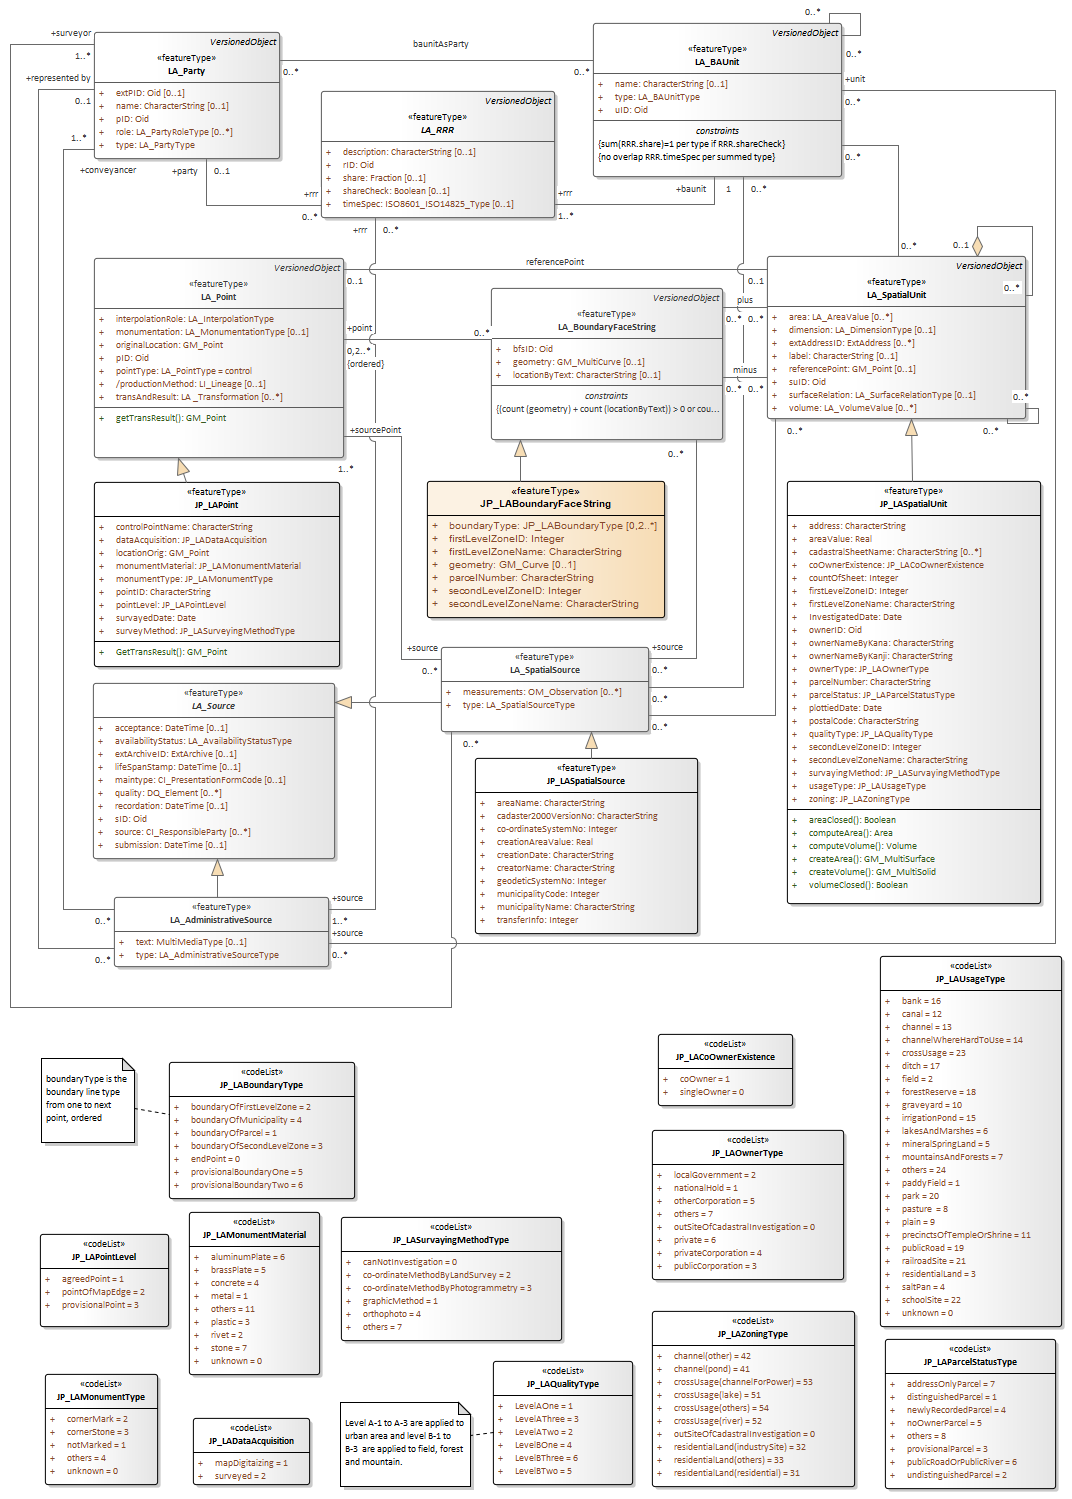 +surveyor
1..*
+represented by
0..1
1..*
+conveyancer
VersionedObject
«featureType»
LA_Party
+ extPID: Oid [0..1]
+ name: CharacterString [0..1]
+ pID: Oid
+ role: LA_PartyRoleType [0..*]
+ type: LA_PartyType
+party
0..1
baunitAsParty
0..*
0..*
VersionedObject
«featureType»
LA_RRR
+ description: CharacterString [0..1]
+ rID: Oid
+ share: Fraction [0..1]
+ shareCheck: Boolean [0..1]
+ timeSpec: ISO8601_ISO14825_Type [0..1]
+rrr
0..*
+rrr
0..*
+rrr
1..*
0..*
0..*
VersionedObject
«featureType»
LA_BAUnit
+ name: CharacterString [0..1]
+ type: LA_BAUnitType
+ uID: Oid
constraints
{sum(RRR.share)=1 per type if RRR.shareCheck}
{no overlap RRR.timeSpec per summed type}
+unit
0..*
0..*
+baunit
1
0..*
0..*
0..1
0..*
VersionedObject
«featureType»
LA_Point
+ interpolationRole: LA_InterpolationType
+ monumentation: LA_MonumentationType [0..1]
+ originalLocation: GM_Point
+ pID: Oid
+ pointType: LA_PointType = control
+ /productionMethod: LI_Lineage [0..1]
+ transAndResult: LA _Transformation [0..*]
+ getTransResult(): GM_Point
referencePoint
0..1
0..1
+point
0,2..*
{ordered}
0..*
+sourcePoint
1..*
VersionedObject
«featureType»
LA_BoundaryFaceString
+ bfsID: Oid
+ geometry: GM_MultiCurve [0..1]
+ locationByText: CharacterString [0..1]
constraints
{(count (geometry) + count (locationByText)) > 0 or cou...
0..*
plus
0..* 0..*
minus
0..* 0..*
VersionedObject
«featureType»
LA_SpatialUnit
+ area: LA_AreaValue [0..*]
+ dimension: LA_DimensionType [0..1]
+ extAddressID: ExtAddress [0..*]
+ label: CharacterString [0..1]
+ referencePoint: GM_Point [0..1]
+ suID: Oid
+ surfaceRelation: LA_SurfaceRelationType [0..1]
+ volume: LA_VolumeValue [0..*]
0..*
0..*
0..*
«featureType»
JP_LAPoint
+ controlPointName: CharacterString
+ dataAcquisition: JP_LADataAcquisition
+ locationOrig: GM_Point
+ monumentMaterial: JP_LAMonumentMaterial
+ monumentType: JP_LAMonumentType
+ pointID: CharacterString
+ pointLevel: JP_LAPointLevel
+ survayedDate: Date
+ surveyMethod: JP_LASurveyingMethodType
+ GetTransResult(): GM_Point
«featureType»
JP_LABoundaryFaceString
+ boundaryType: JP_LABoundaryType [0,2..*]
+ firstLevelZoneID: Integer
+ firstLevelZoneName: CharacterString
+ geometry: GM_Curve [0..1]
+ parcelNumber: CharacterString
+ secondLevelZoneID: Integer
+ secondLevelZoneName: CharacterString
«featureType»
JP_LASpatialUnit
+ address: CharacterString
+ areaValue: Real
+ cadastralSheetName: CharacterString [0..*]
+ coOwnerExistence: JP_LACoOwnerExistence
+ countOfSheet: Integer
+ firstLevelZoneID: Integer
+ firstLevelZoneName: CharacterString
+ InvestigatedDate: Date
+ ownerID: Oid
+ ownerNameByKana: CharacterString
+ ownerNameByKanji: CharacterString
+ ownerType: JP_LAOwnerType
+ parcelNumber: CharacterString
+ parcelStatus: JP_LAParcelStatusType
+ plottiedDate: Date
+ postalCode: CharacterString
+ qualityType: JP_LAQualityType
+ secondLevelZoneID: Integer
+ secondLevelZoneName: CharacterString
+ survayingMethod: JP_LASurvayingMethodType
+ usageType: JP_LAUsageType
+ zoning: JP_LAZoningType
+ areaClosed(): Boolean
+ computeArea(): Area
+ computeVolume(): Volume
+ createArea(): GM_MultiSurface
+ createVolume(): GM_MultiSolid
+ volumeClosed(): Boolean
+source
0..*
+source
0..*
0..*
0..*
0..*
«featureType»
LA_SpatialSource
+ measurements: OM_Observation [0..*]
+ type: LA_SpatialSourceType
«featureType»
LA_Source
+ acceptance: DateTime [0..1]
+ availabilityStatus: LA_AvailabilityStatusType
+ extArchiveID: ExtArchive [0..1]
+ lifeSpanStamp: DateTime [0..1]
+ maintype: CI_PresentationFormCode [0..1]
+ quality: DQ_Element [0..*]
+ recordation: DateTime [0..1]
+ sID: Oid
+ source: CI_ResponsibleParty [0..*]
+ submission: DateTime [0..1]
«featureType»
JP_LASpatialSource
+ areaName: CharacterString
+ cadaster2000VersionNo: CharacterString
+ co-ordinateSystemNo: Integer
+ creationAreaValue: Real
+ creationDate: CharacterString
+ creatorName: CharacterString
+ geodeticSystemNo: Integer
+ municipalityCode: Integer
+ municipalityName: CharacterString
+ transferInfo: Integer
«featureType»
LA_AdministrativeSource
+ text: MultiMediaType [0..1]
+ type: LA_AdministrativeSourceType
0..*
0..*
+source
1..*
+source
0..*
boundaryType is the
boundary line type
from one to next
point, ordered
«codeList»
JP_LABoundaryType
+ boundaryOfFirstLevelZone = 2
+ boundaryOfMunicipality = 4
+ boundaryOfParcel = 1
+ boundaryOfSecondLevelZone = 3
+ endPoint = 0
+ provisionalBoundaryOne = 5
+ provisionalBoundaryTwo = 6
«codeList»
JP_LACoOwnerExistence
+ coOwner = 1
+ singleOwner = 0
«codeList»
JP_LAUsageType
+ bank = 16
+ canal = 12
+ channel = 13
+ channelWhereHardToUse = 14
+ crossUsage = 23
+ ditch = 17
+ field = 2
+ forestReserve = 18
+ graveyard = 10
+ irrigationPond = 15
+ lakesAndMarshes = 6
+ mineralSpringLand = 5
+ mountainsAndForests = 7
+ others = 24
+ paddyField = 1
+ park = 20
+ pasture = 8
+ plain = 9
+ precinctsOfTempleOrShrine = 11
+ publicRoad = 19
+ railroadSite = 21
+ residentialLand = 3
+ saltPan = 4
+ schoolSite = 22
+ unknown = 0
«codeList»
JP_LAOwnerType
+ localGovernment = 2
+ nationalHold = 1
+ otherCorporation = 5
+ others = 7
+ outSiteOfCadastralInvestigation = 0
+ private = 6
+ privateCorporation = 4
+ publicCorporation = 3
«codeList»
JP_LAPointLevel
+ agreedPoint = 1
+ pointOfMapEdge = 2
+ provisionalPoint = 3
«codeList»
JP_LAMonumentMaterial
+ aluminumPlate = 6
+ brassPlate = 5
+ concrete = 4
+ metal = 1
+ others = 11
+ plastic = 3
+ rivet = 2
+ stone = 7
+ unknown = 0
«codeList»
JP_LASurvayingMethodType
+ canNotInvestigation = 0
+ co-ordinateMethodByLandSurvey = 2
+ co-ordinateMethodByPhotogrammetry = 3
+ graphicMethod = 1
+ orthophoto = 4
+ others = 7
«codeList»
JP_LAZoningType
+ channel(other) = 42
+ channel(pond) = 41
+ crossUsage(channelForPower) = 53
+ crossUsage(lake) = 51
+ crossUsage(others) = 54
+ crossUsage(river) = 52
+ outSiteOfCadastralInvestigation = 0
+ residentialLand(industrySite) = 32
+ residentialLand(others) = 33
+ residentialLand(residential) = 31
«codeList»
JP_LAParcelStatusType
+ addressOnlyParcel = 7
+ distinguishedParcel = 1
+ newlyRecordedParcel = 4
+ noOwnerParcel = 5
+ others = 8
+ provisionalParcel = 3
+ publicRoadOrPublicRiver = 6
+ undistinguishedParcel = 2
«codeList»
JP_LAMonumentType
+ cornerMark = 2
+ cornerStone = 3
+ notMarked = 1
+ others = 4
+ unknown = 0
«codeList»
JP_LADataAcquisition
+ mapDigitaizing = 1
+ surveyed = 2
Level A-1 to A-3 are applied to
urban area and level B-1 to
B-3 are applied to field, forest
and mountain.
«codeList»
JP_LAQualityType
+ LevelAOne = 1
+ LevelAThree = 3
+ LevelATwo = 2
+ LevelBOne = 4
+ LevelBThree = 6
+ LevelBTwo = 5